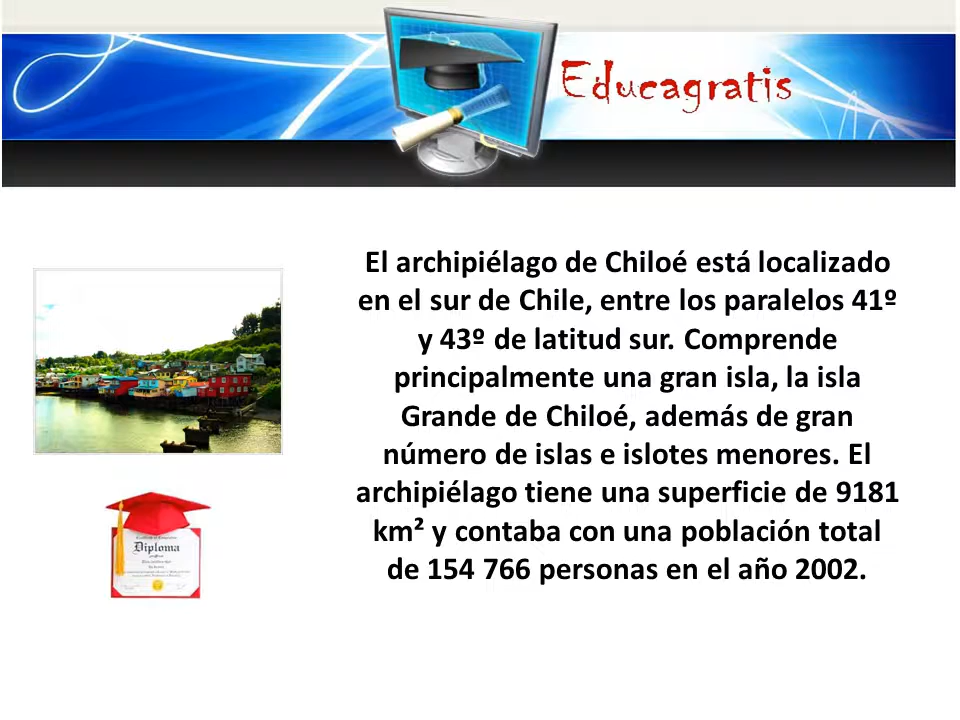 Educagratis
El archipiélago de Chiloé está localizado
en el sur de Chile, entre los paralelos 41º
y 43º de latitud sur. Comprende
principalmente una gran isla, la isla
Grande de Chiloé, además de gran
número de islas e islotes menores. El
archipiélago tiene una superficie de 9181
km² y contaba con una población total
de 154 766 personas en el año 2002.
Diploma